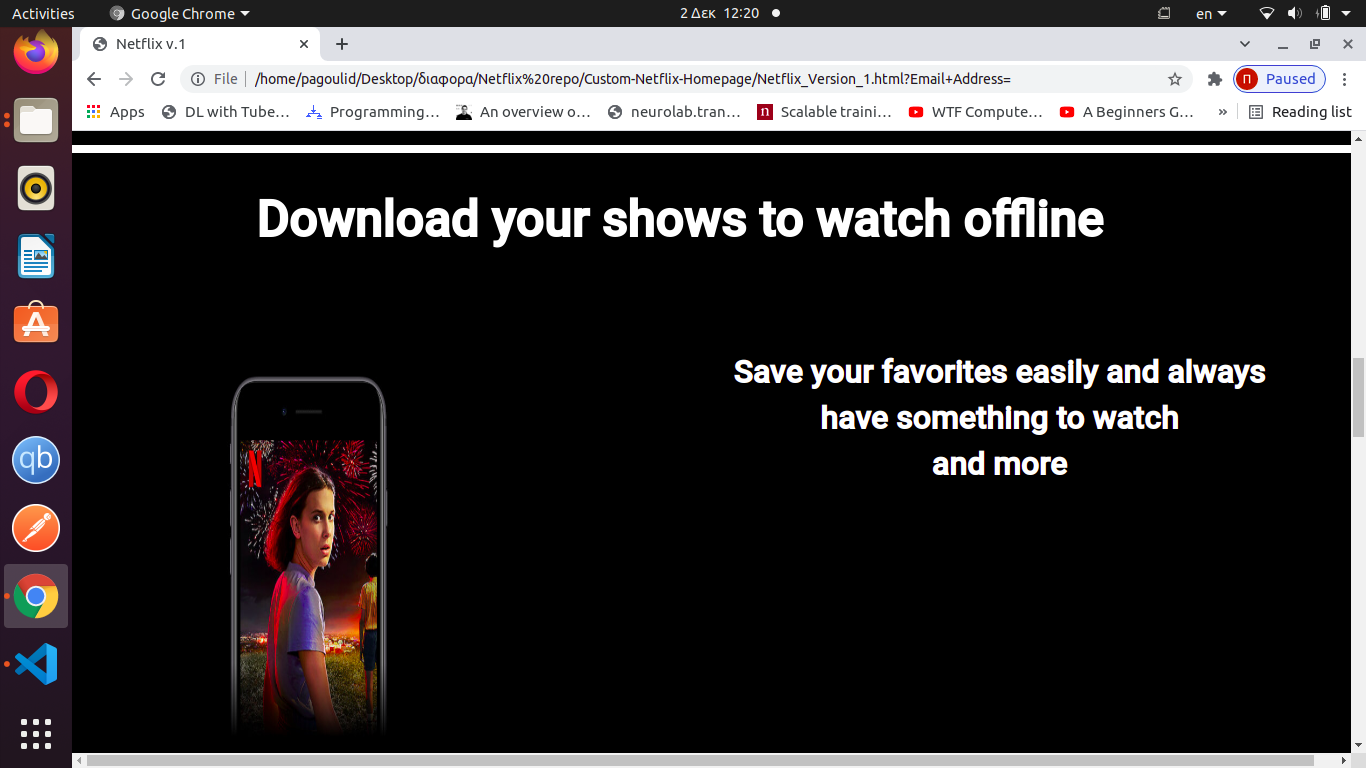 Activities
Google Chrome
2 Δεκ 12:20
en
Netflix v.1
File
/home/pagoulid/Desktop/διαφορα/Netflix%20repo/Custom-Netflix-Homepage/Netflix_Version_1.html?Email+Address=
Π
Paused
Apps
DL with Tube…
Programming…
An overview o…
neurolab.tran…
n
Scalable traini…
WTF Compute…
A Beginners G…
»
Reading list
Download your shows to watch offline
Save your favorites easily and always
have something to watch
and more
N
qb